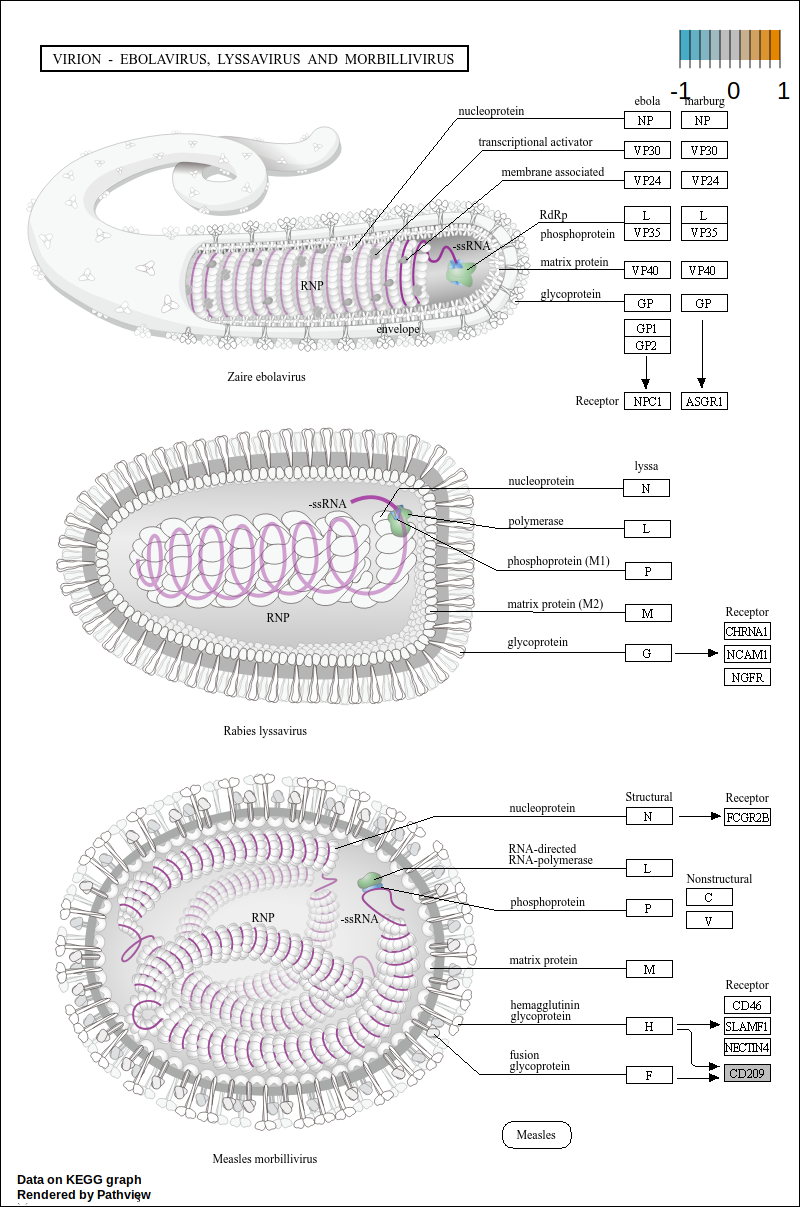 VIRION - EBOLAVIRUS, LYSSAVIRUS AND MORBILLIVIRUS
-1 0 1
ebola marburg
nucleoprotein NP NP
transcriptional activator VP30 VP30
membrane associated VP24 VP24
RdRp L L
-ssRNA
phosphoprotein VP35 VP35
matrix protein VP40 VP40
RNP
glycoprotein GP GP
envelope
GP1
GP2
Zaire ebolavirus
Receptor NPC1 ASGR1
lyssa
nucleoprotein N
-ssRNA
polymerase L
phosphoprotein (M1) P
matrix protein (M2) M
RNP
Receptor
CHRNA1
glycoprotein G NCAM1
NGFR
Rabies lyssavirus
Structural Receptor
nucleoprotein N FCGR2B
RNA-directed
RNA-polymerase L
Nonstructural
C
phosphoprotein P
V
RNP -ssRNA
matrix protein M
Receptor
CD46
hemagglutinin
glycoprotein H SLAMF1
NECTIN4
fusion
glycoprotein F CD209
Measles
Measles morbillivirus
Data on KEGG graph
Rendered by Pathview